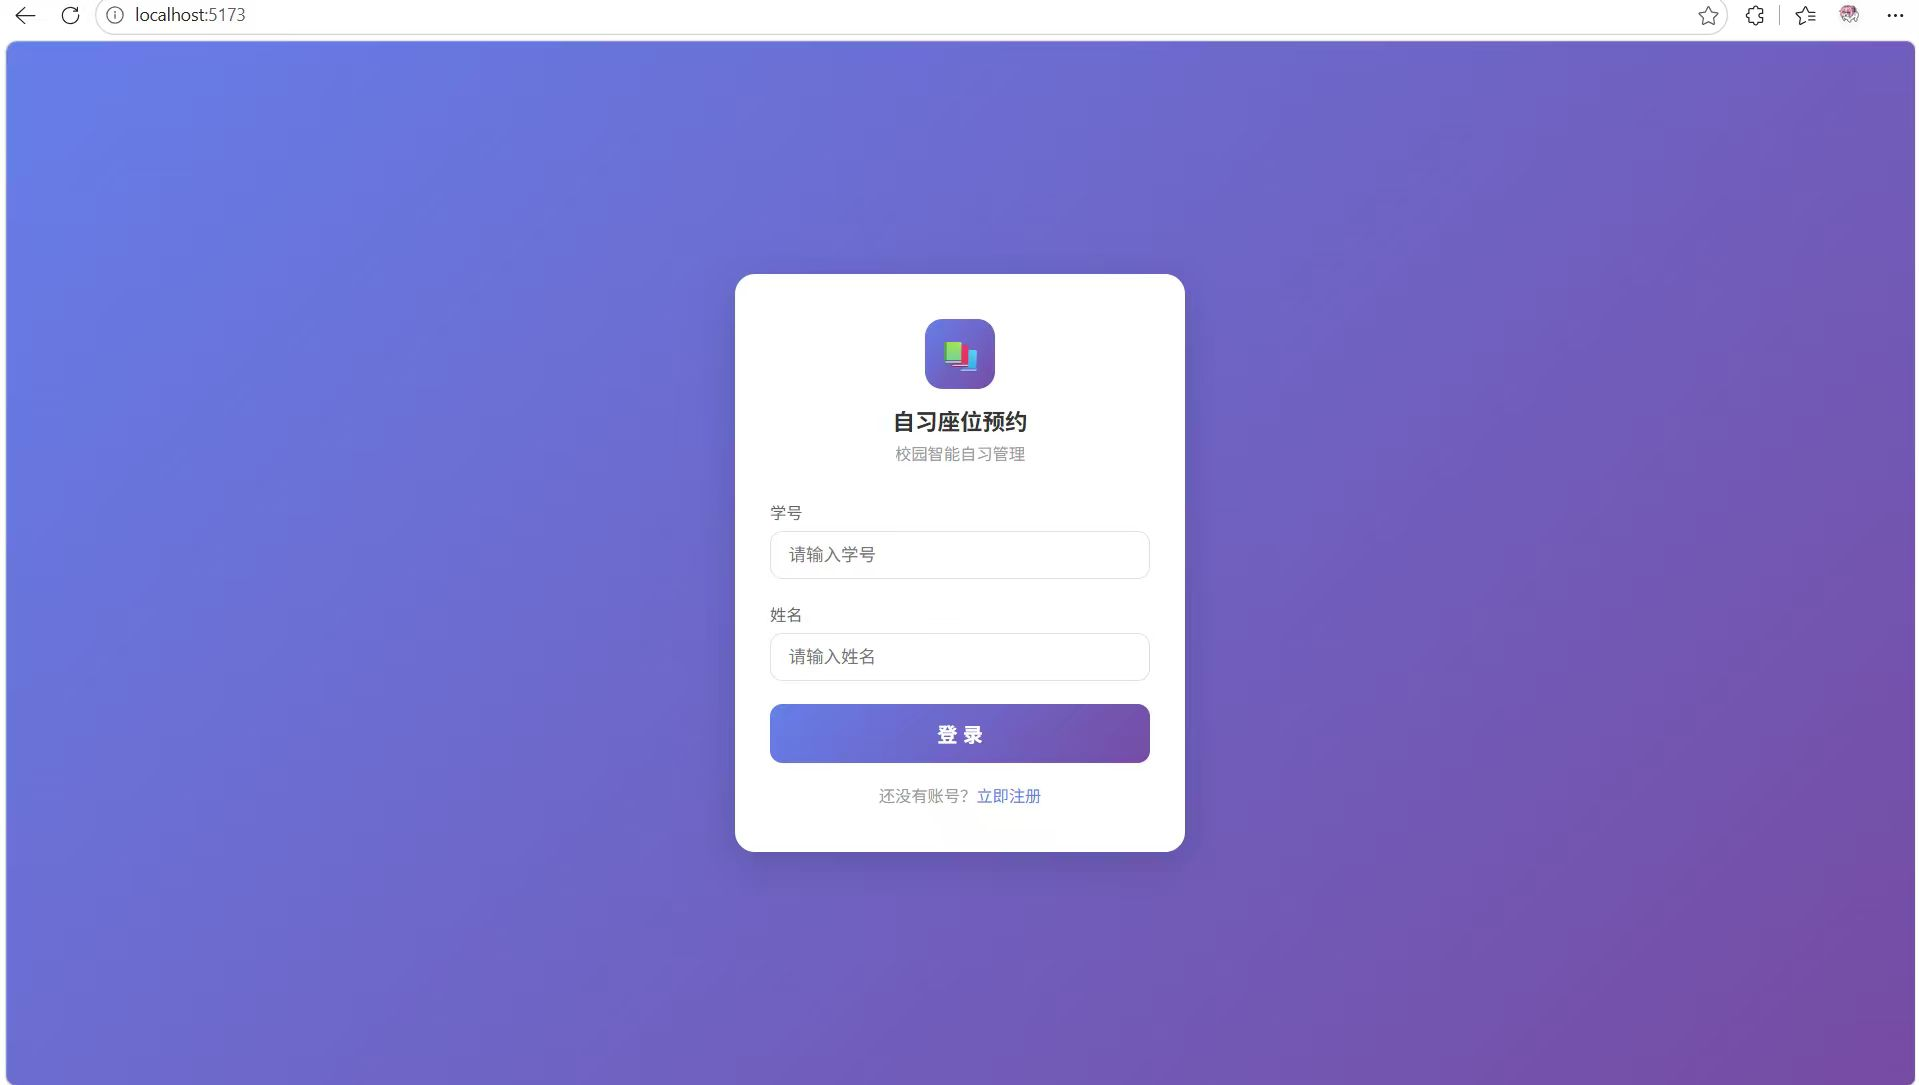 localhost:5173
自习座位预约
校园智能自习管理
学号
请输入学号
姓名
请输入姓名
登 录
还没有账号？立即注册